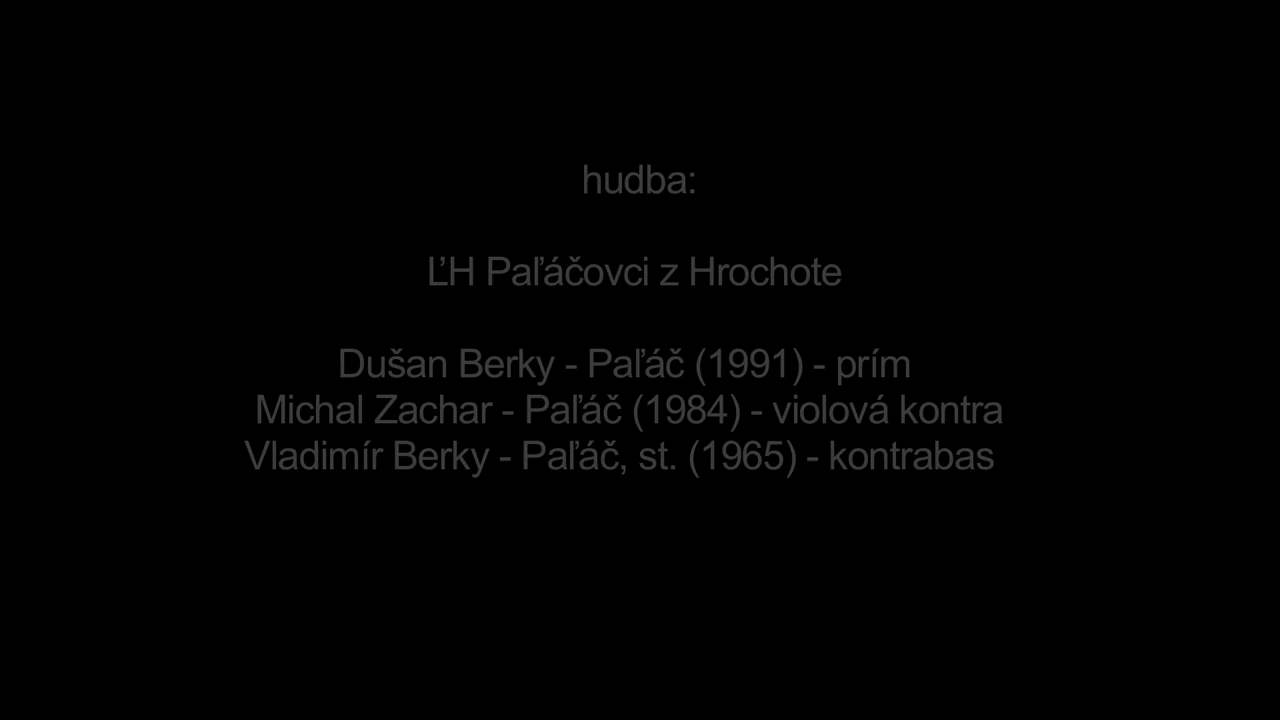 hudba:
ĽH Paľáčovci z Hrochote
Dušan Berky - Paľáč (1991) - prím
Michal Zachar - Paľáč (1984) - violová kontra
Vladimír Berky - Paľáč, st. (1965) - kontrabas